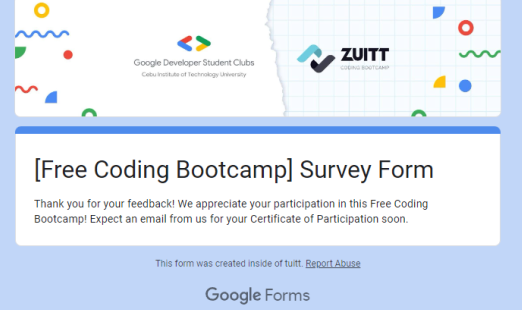 Google Developer Student Clubs
Cebu Institute of Technology University
ZUITT
CODING BOOTCAMP
[Free Coding Bootcamp] Survey Form
Thank you for your feedback! We appreciate your participation in this Free Coding
Bootcamp! Expect an email from us for your Certificate of Participation soon.
This form was created inside of tuitt. Report Abuse
Google Forms